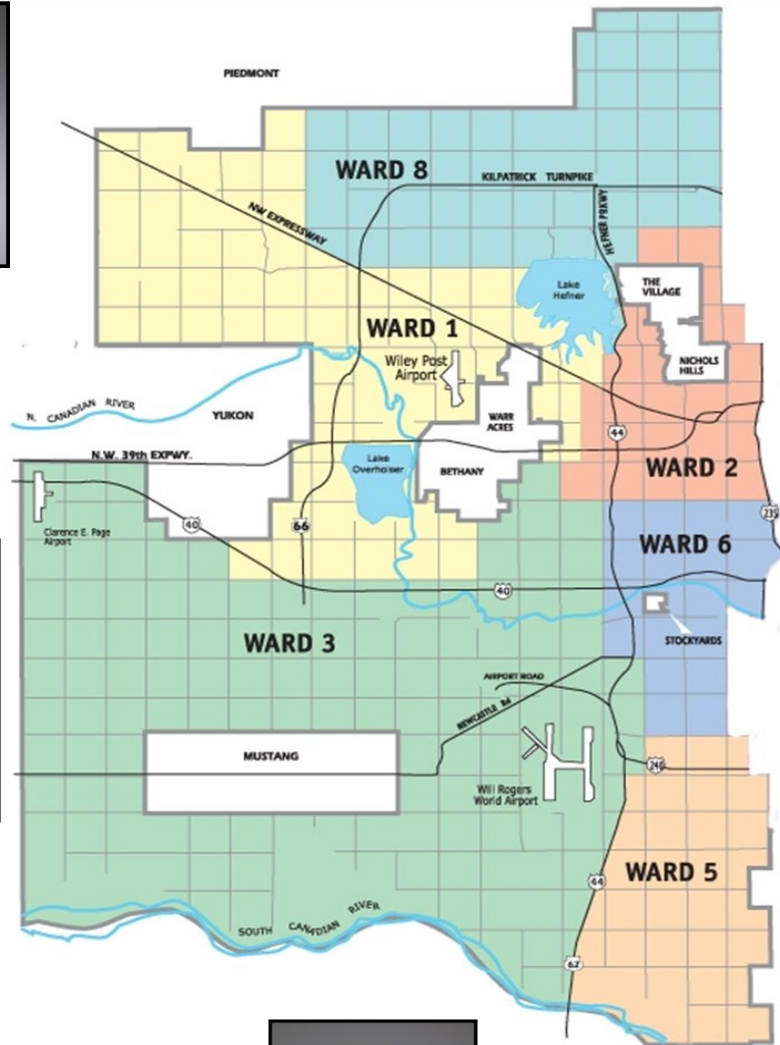 PIEDMONT
WARD 8
KILPATRICK TURNPIKE
HEFNER PRKWY
NW EXPRESSWAY
Lake
Hefner
THE
VILLAGE
WARD 1
Wiley Post
Airport
NICHOLS
HILLS
N. CANADIAN RIVER
YUKON
WARR
ACRES
44
N.W. 39th EXPWY.
Lake
Overholser
BETHANY
WARD 2
Clarence E. Page
Airport
40
66
235
WARD 6
40
WARD 3
STOCKYARDS
AIRPORT ROAD
NEWCASTLE Rd
MUSTANG
240
Will Rogers
World Airport
WARD 5
44
SOUTH CANADIAN RIVER
62